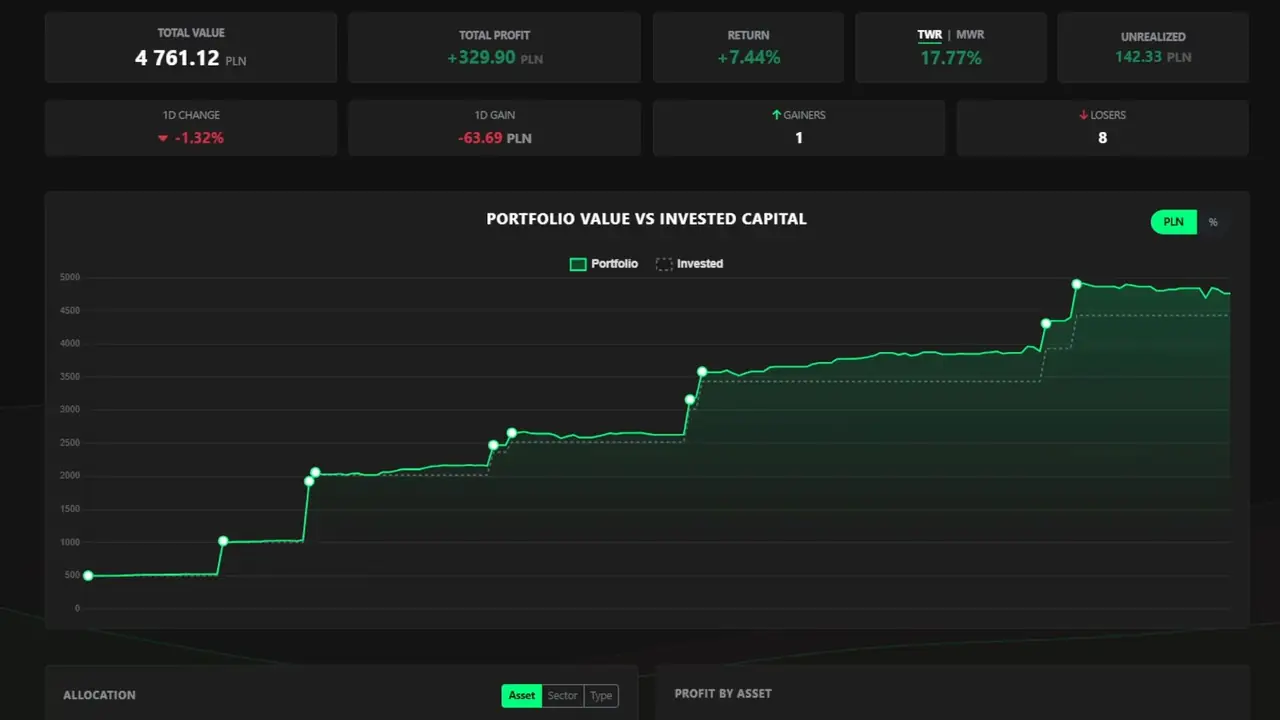 TOTAL VALUE
4 761.12 PLN
TOTAL PROFIT
+329.90 PLN
RETURN
+7.44%
TWR | MWR
17.77%
UNREALIZED
142.33 PLN
1D CHANGE
-1.32%
1D GAIN
-63.69 PLN
GAINERS
1
LOSERS
8
PORTFOLIO VALUE VS INVESTED CAPITAL
PLN %
Portfolio Invested
5000
4500
4000
3500
3000
2500
2000
1500
1000
500
0
ALLOCATION
Asset Sector Type
PROFIT BY ASSET